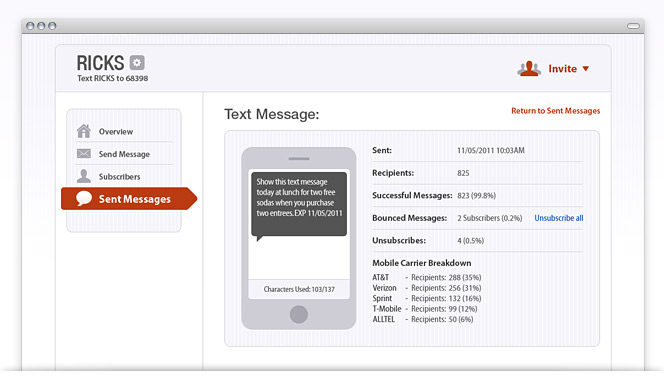 RICKS
Text RICKS to 68398
Invite
Overview
Send Message
Subscribers
Sent Messages
Text Message:
Return to Sent Messages
Show this text message
today at lunch for two free
sodas when you purchase
two entrees.EXP 11/05/2011
Characters Used: 103/137
Sent: 11/05/2011 10:03AM
Recipients: 825
Successful Messages: 823 (99.8%)
Bounced Messages: 2 Subscribers (0.2%) Unsubscribe all
Unsubscribes: 4 (0.5%)
Mobile Carrier Breakdown
AT&T - Recipients: 288 (35%)
Verizon - Recipients: 256 (31%)
Sprint - Recipients: 132 (16%)
T-Mobile - Recipients: 99 (12%)
ALLTEL - Recipients: 50 (6%)